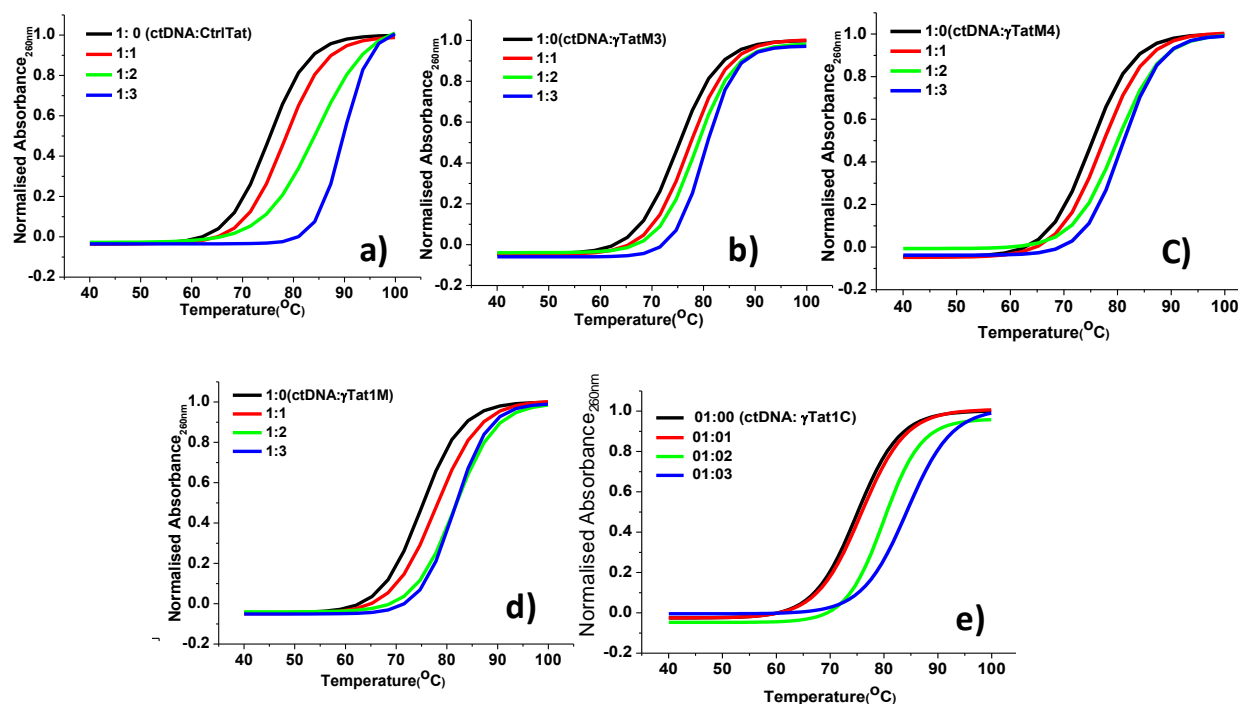 1: 0 (ctDNA:CtrlTat)
1:1
1:2
1:3
Normalised Absorbance260nm
1.0
0.8
0.6
0.4
0.2
0.0
-0.2
40 50 60 70 80 90 100
Temperature(OC)
a)
1:0(ctDNA:γTatM3)
1:1
1:2
1:3
Normalised Absorbance260nm
1.0
0.8
0.6
0.4
0.2
0.0
-0.2
40 50 60 70 80 90 100
Temperature(OC)
b)
1:0(ctDNA:γTatM4)
1:1
1:2
1:3
Normalised Absorbance260nm
1.0
0.8
0.6
0.4
0.2
0.0
-0.2
40 50 60 70 80 90 100
Temperature(OC)
C)
1:0(ctDNA:γTat1M)
1:1
1:2
1:3
Normalised Absorbance260nm
1.0
0.8
0.6
0.4
0.2
0.0
-0.2
40 50 60 70 80 90 100
Temperature(OC)
d)
01:00 (ctDNA: γTat1C)
01:01
01:02
01:03
Normalised Absorbance260nm
1.0
0.8
0.6
0.4
0.2
0.0
-0.2
40 50 60 70 80 90 100
Temperature(OC)
e)